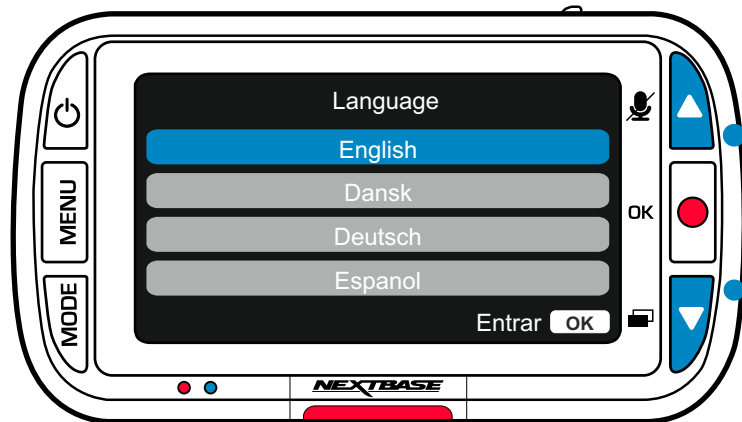 Language
English
Dansk
Deutsch
Espanol
Entrar OK
MENU
MODE
OK
NEXTBASE